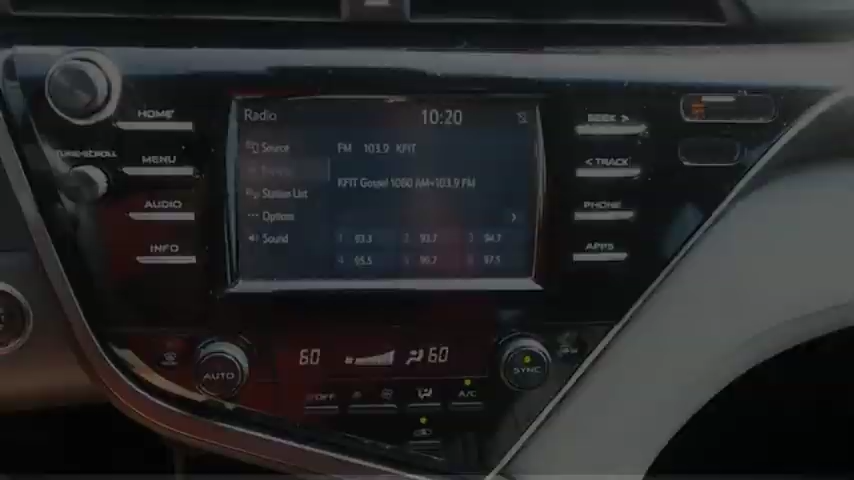 HOME
MENU
AUDIO
INFO
TUNE•SCROLL
Radio 10:20
Source
FM 103.9 KFIT
KFIT Gospel 1060 AM+103.9 FM
Station List
Options
Sound
1 93.3 2 93.7 3 94.7
4 95.5 5 96.7 6 97.5
SEEK >
< TRACK
PHONE
APPS
AUTO
60
60
SYNC
OFF
A/C